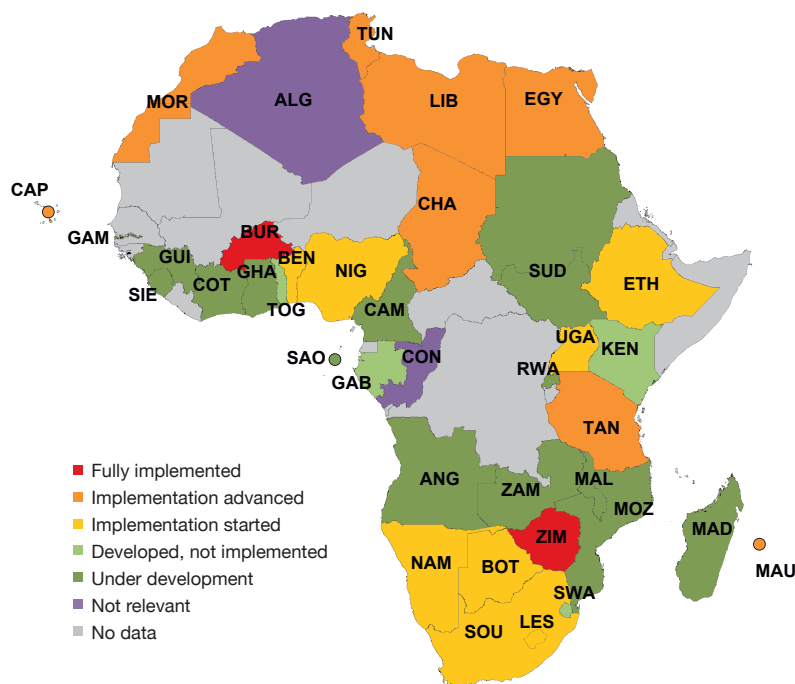 TUN
MOR
ALG
LIB
EGY
CAP
CHA
GAM
BUR
GUI
BEN
GHA
NIG
SUD
ETH
SIE
COT
TOG
CAM
UGA
KEN
SAO
CON
RWA
GAB
TAN
Fully implemented
Implementation advanced
Implementation started
Developed, not implemented
Under development
Not relevant
No data
ANG
ZAM
MAL
MOZ
MAD
ZIM
NAM
BOT
MAU
SWA
LES
SOU